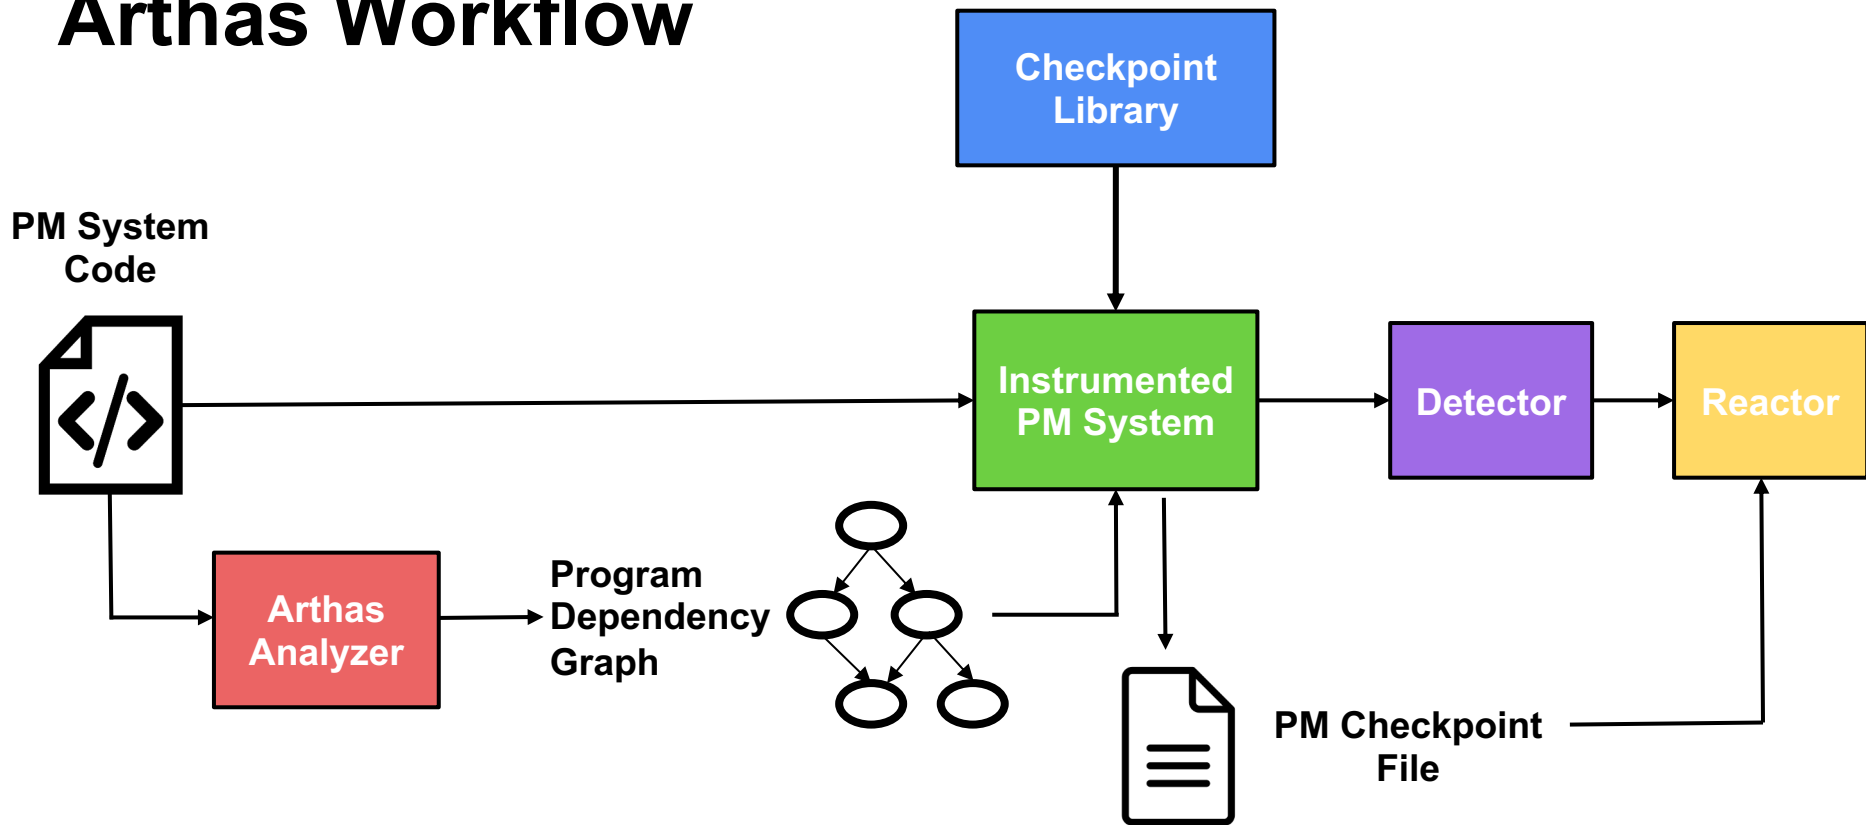 Arthas Workflow
Checkpoint
Library
PM System
Code
</>
Instrumented
PM System
Detector
Reactor
Arthas
Analyzer
Program
Dependency
Graph
PM Checkpoint
File